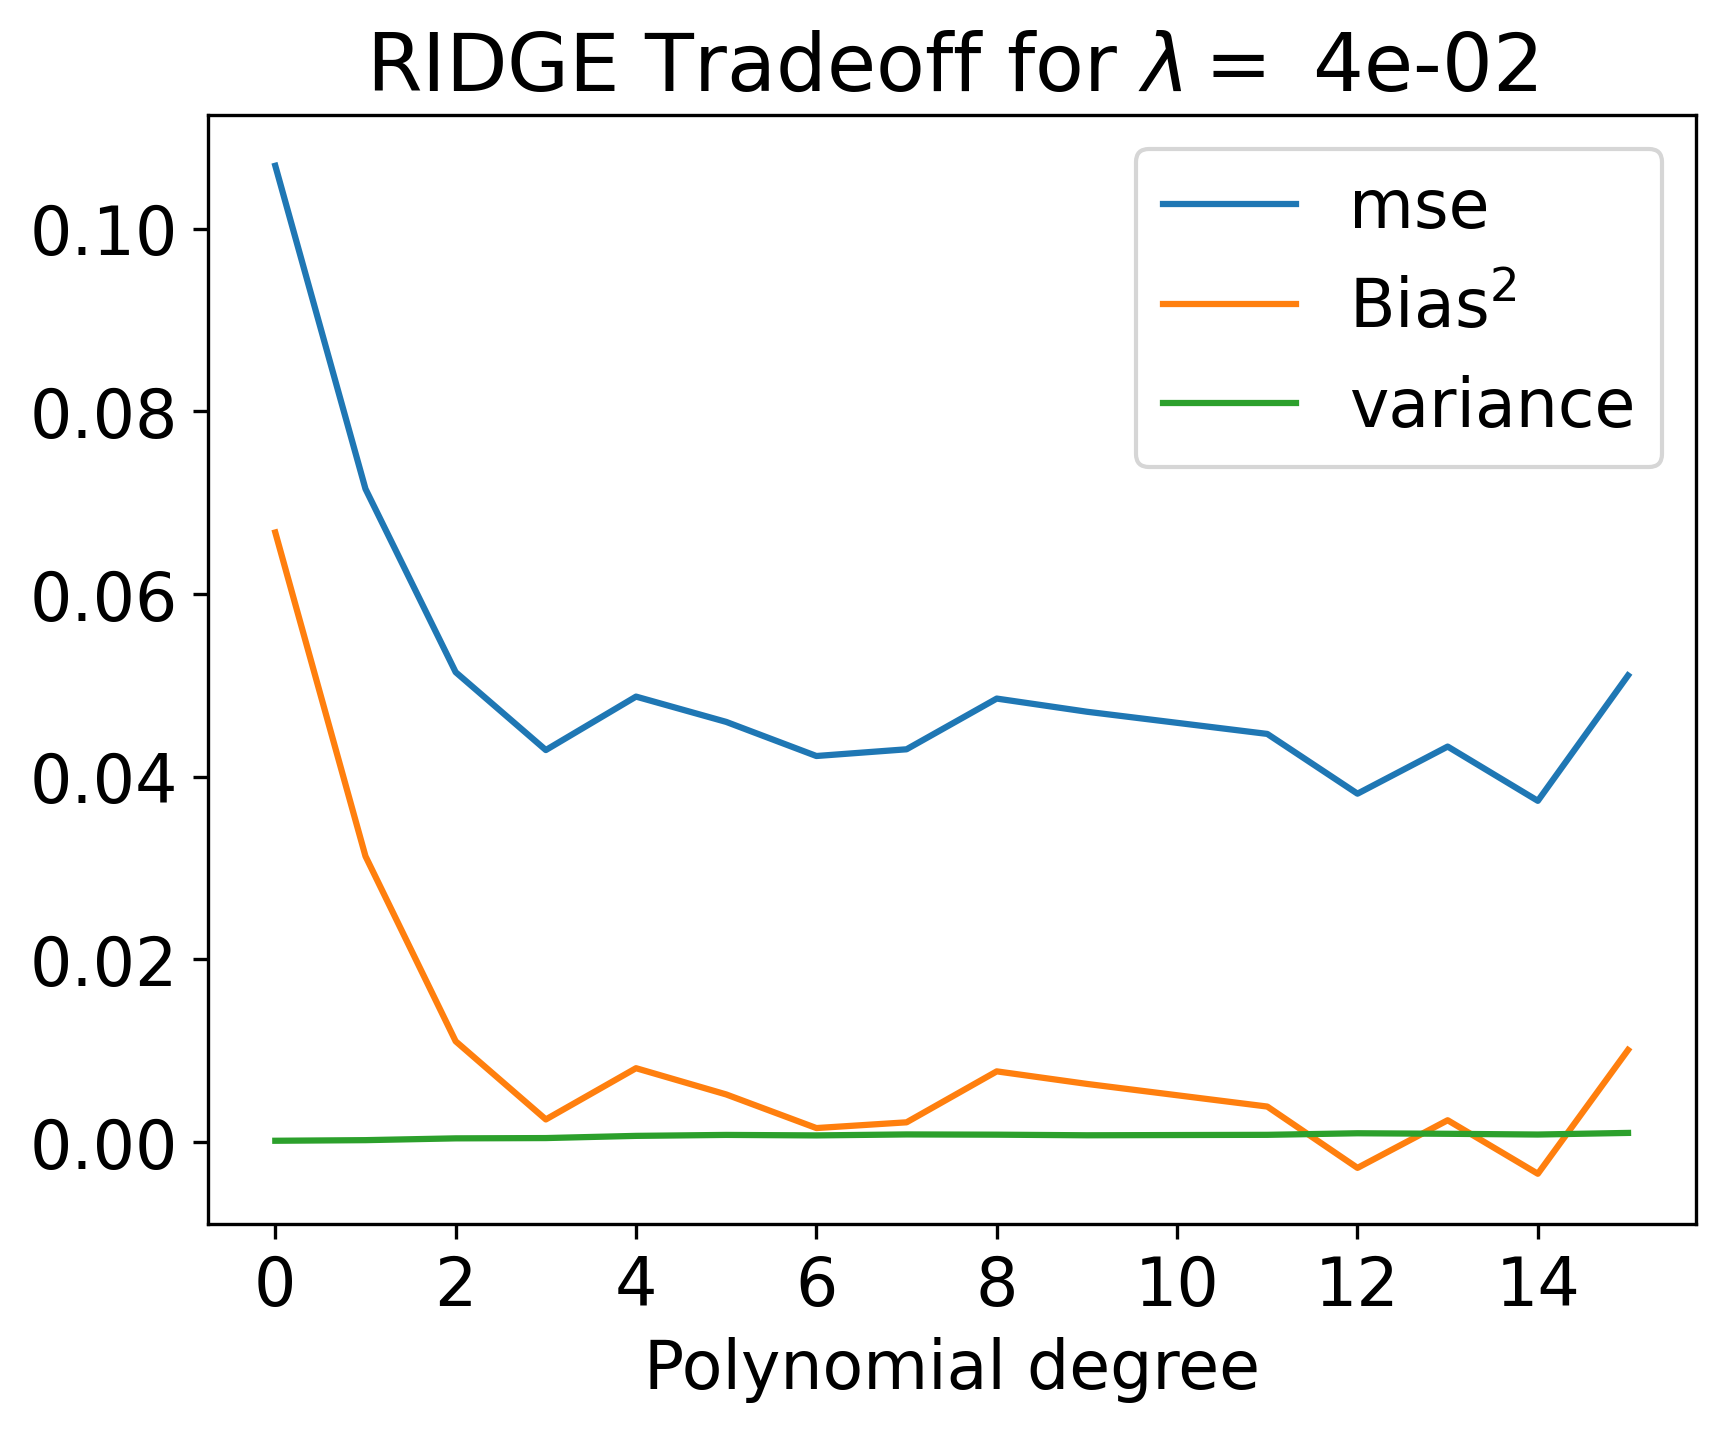 RIDGE Tradeoff for λ = 4e-02
mse
Bias²
variance
0.10
0.08
0.06
0.04
0.02
0.00
0 2 4 6 8 10 12 14
Polynomial degree